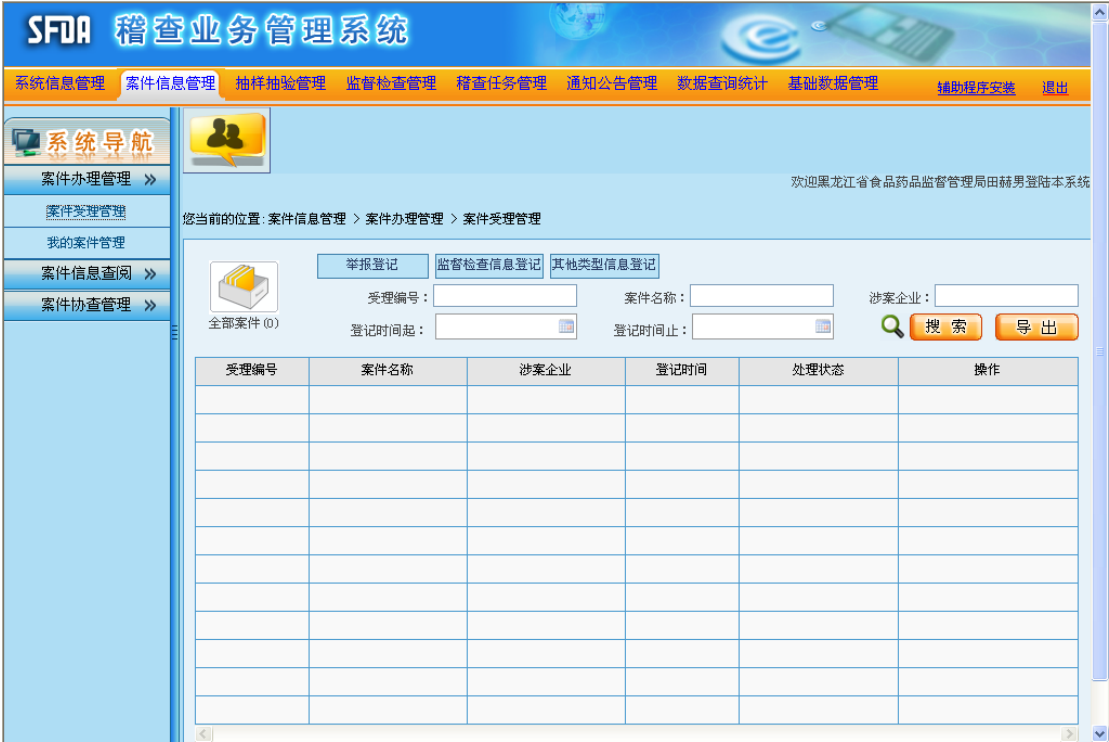 SFDA 稽查业务管理系统
系统信息管理 案件信息管理 抽样抽验管理 监督检查管理 稽查任务管理 通知公告管理 数据查询统计 基础数据管理 辅助程序安装 退出
系统导航
案件办理管理
案件受理管理
我的案件管理
案件信息查阅
案件协查管理
欢迎黑龙江省食品药品监督管理局田赫男登陆本系统
您当前的位置:案件信息管理 > 案件办理管理 > 案件受理管理
举报登记 监督检查信息登记 其他类型信息登记
全部案件(0)
受理编号: 案件名称: 涉案企业:
登记时间起: 登记时间止: 搜索 导出
受理编号 案件名称 涉案企业 登记时间 处理状态 操作